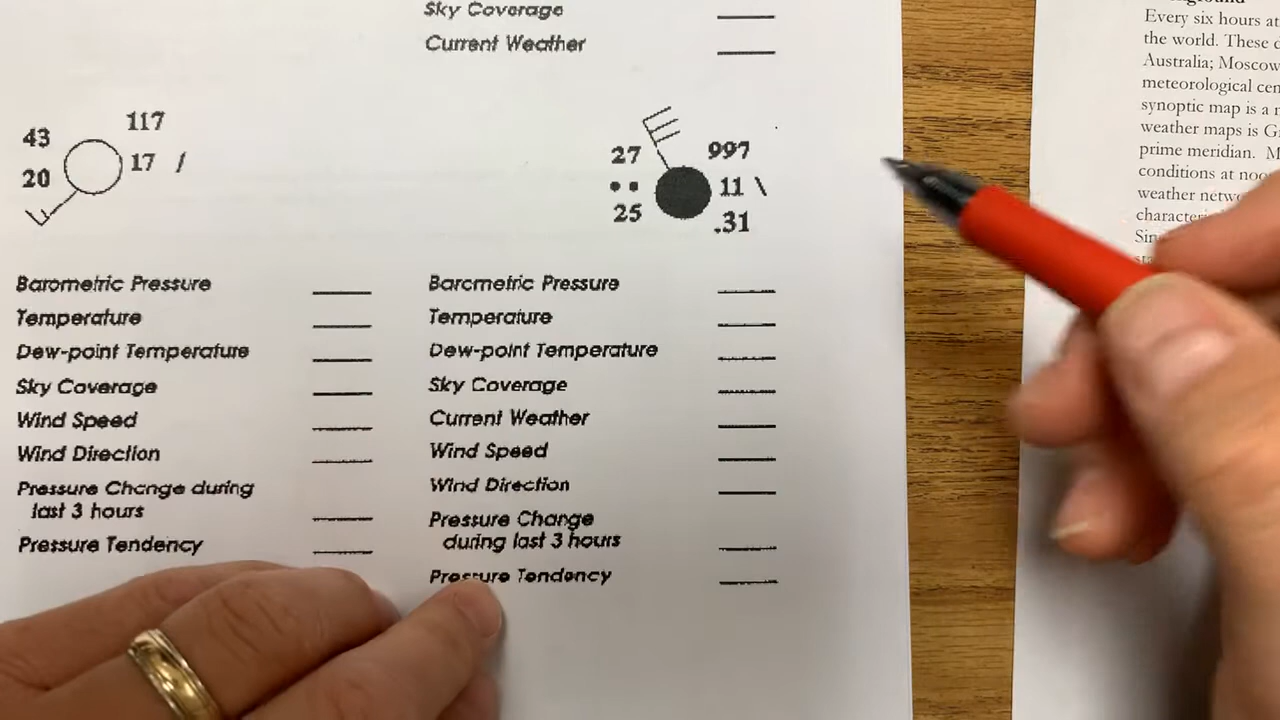 Sky Coverage
Current Weather
43
117
17 /
20
27
997
11 \
25
.31
Barometric Pressure
Temperature
Dew-point Temperature
Sky Coverage
Wind Speed
Wind Direction
Pressure Change during
last 3 hours
Pressure Tendency
Barometric Pressure
Temperature
Dew-point Temperature
Sky Coverage
Current Weather
Wind Speed
Wind Direction
Pressure Change
during last 3 hours
Pressure Tendency
Every six hours at
the world. These
Australia; Moscow
meteorological cen
synoptic map is a
weather maps is G
prime meridian. M
conditions at noo
weather netw
character
Sin